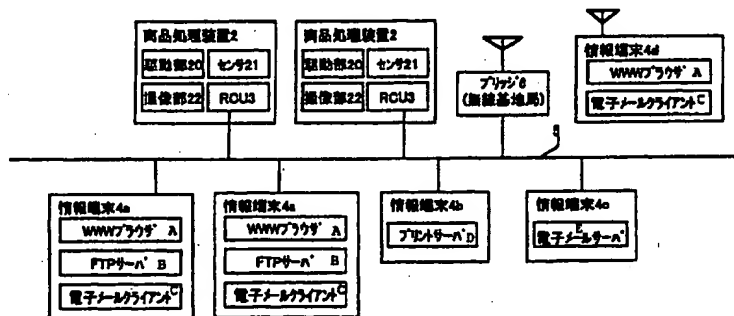 商品処理装置2
駆動部20 センサ21
撮像部22 RCU3
商品処理装置2
駆動部20 センサ21
撮像部22 RCU3
ブリッジ6
(無線基地局)
情報端末4d
WWWブラウザ A
電子メールクライアント C
情報端末4a
WWWブラウザ A
FTPサーバ B
電子メールクライアント C
情報端末4a
WWWブラウザ A
FTPサーバ B
電子メールクライアント C
情報端末4b
プリントサーバ D
情報端末4c
電子メールサーバ E